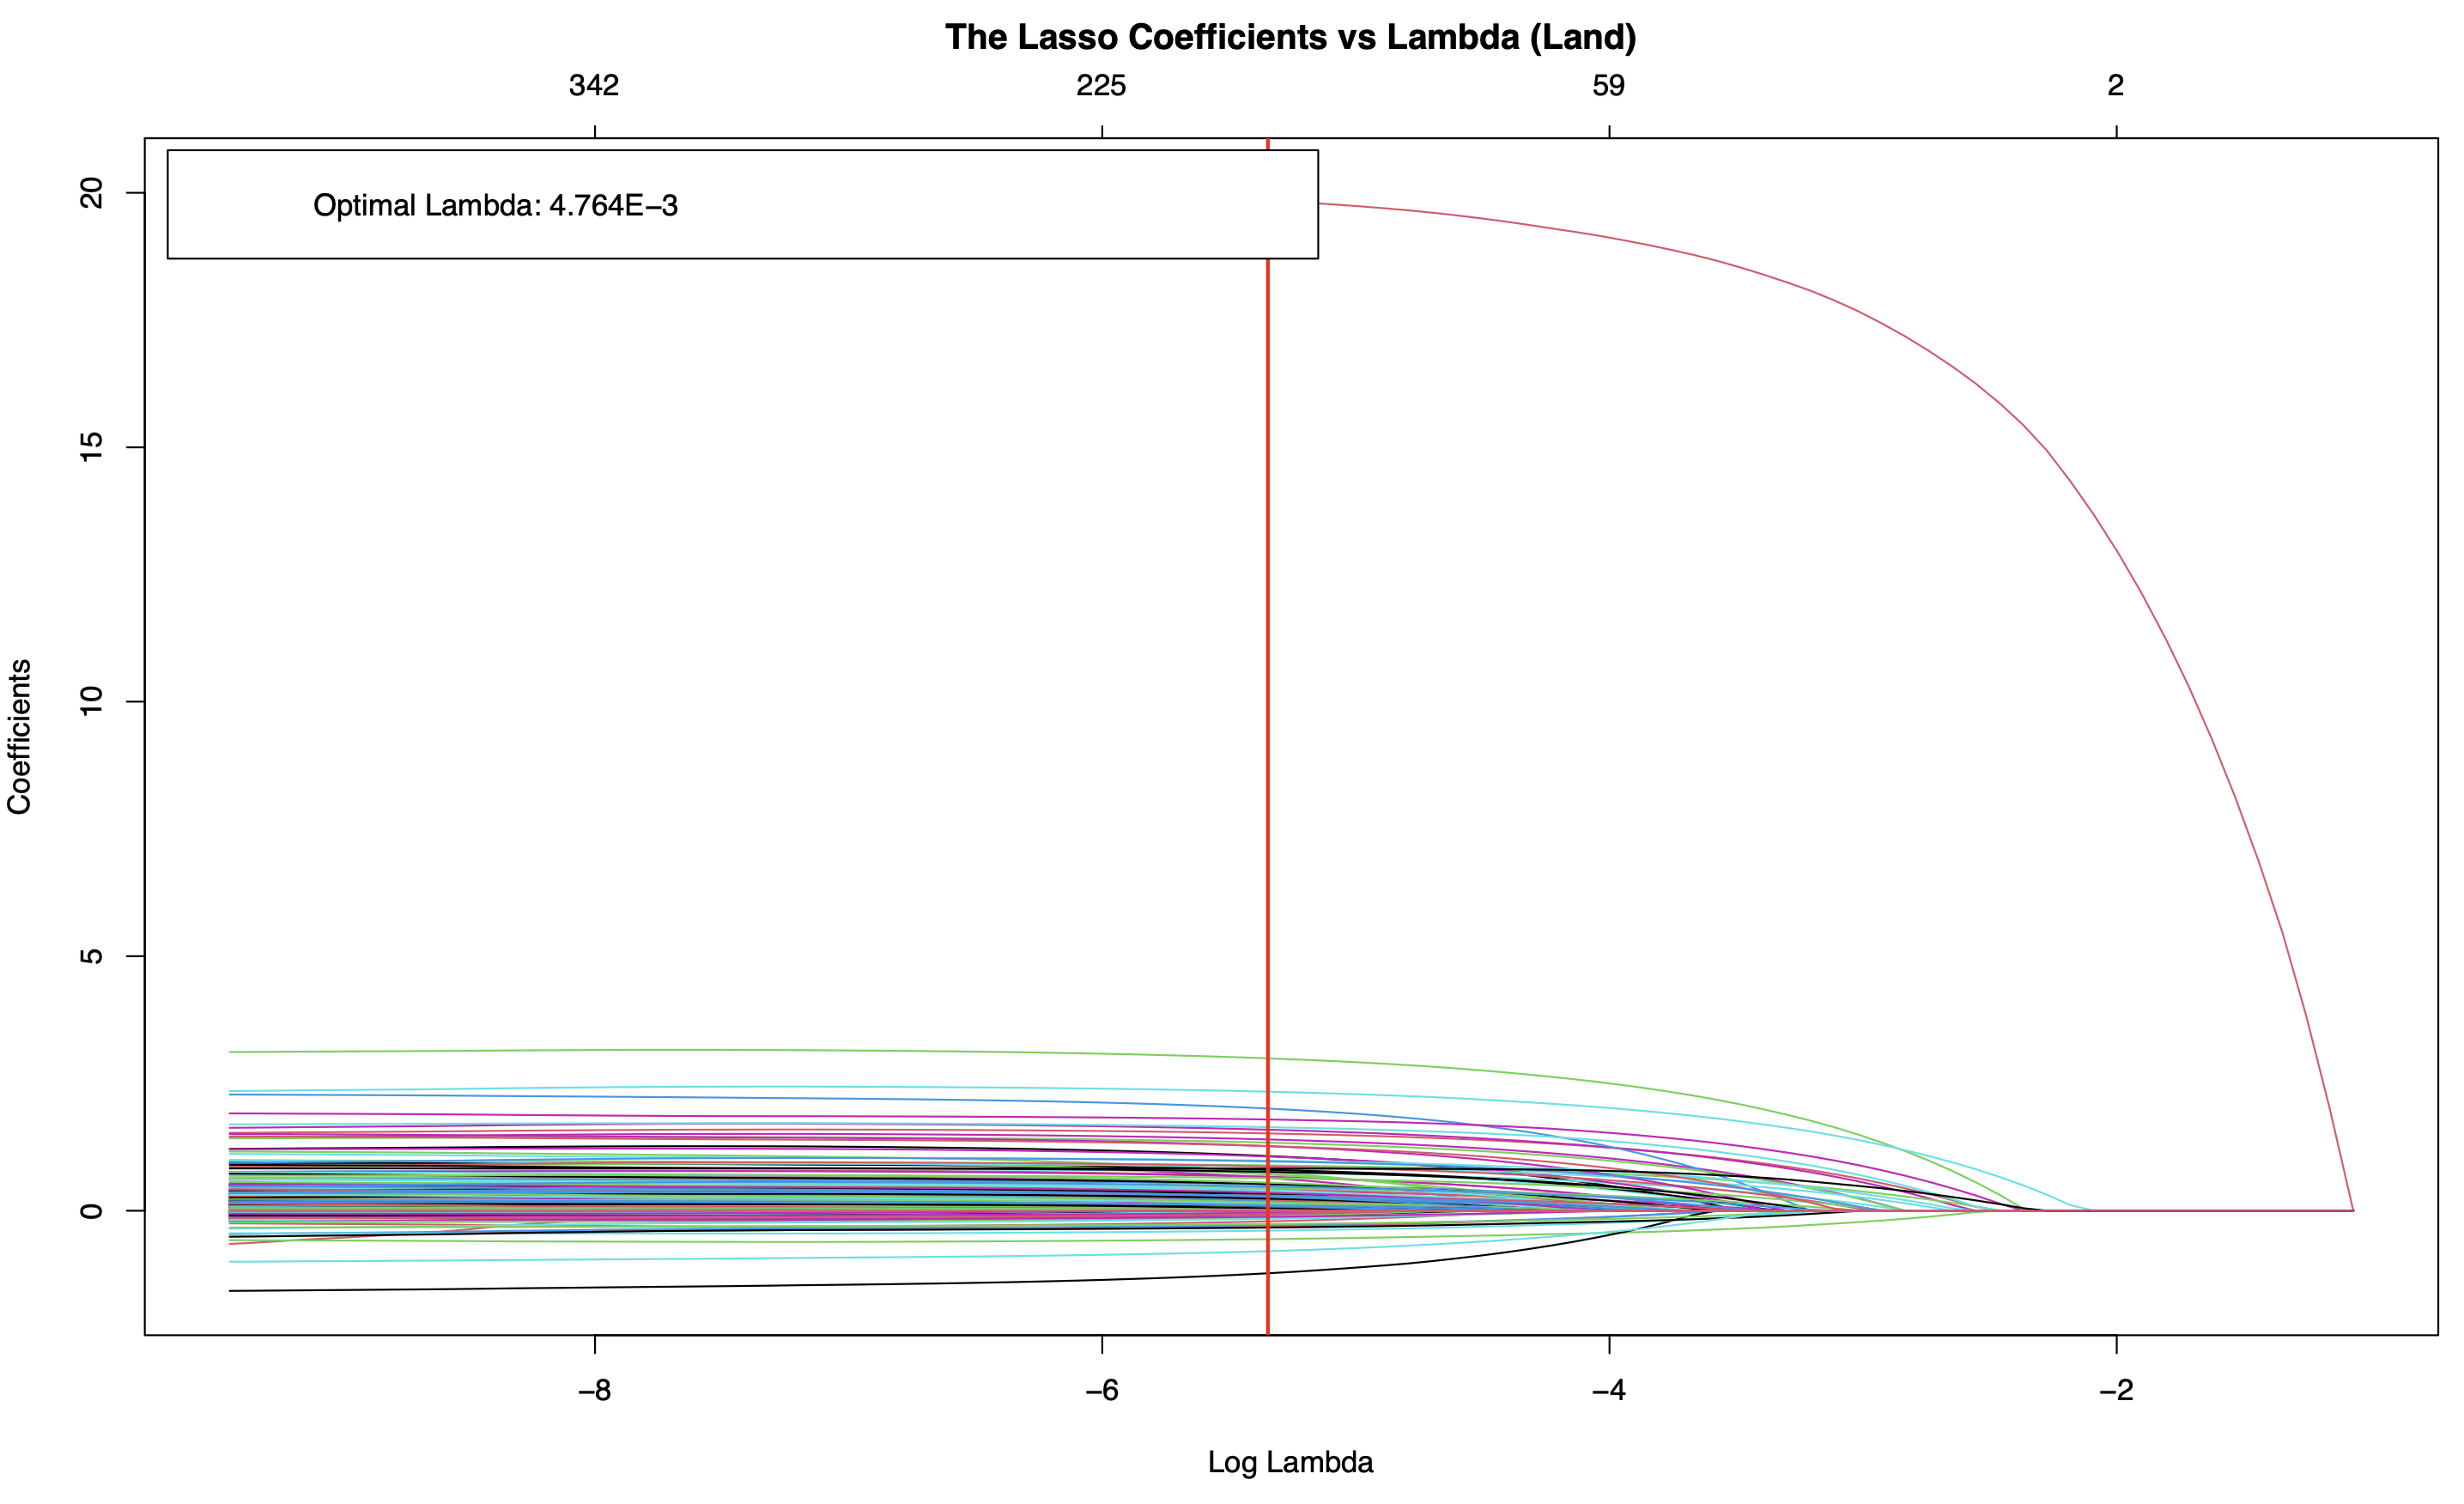 The Lasso Coefficients vs Lambda (Land)
342 225 59 2
Optimal Lambda: 4.764E−3
20
15
10
5
0
Coefficients
−8 −6 −4 −2
Log Lambda